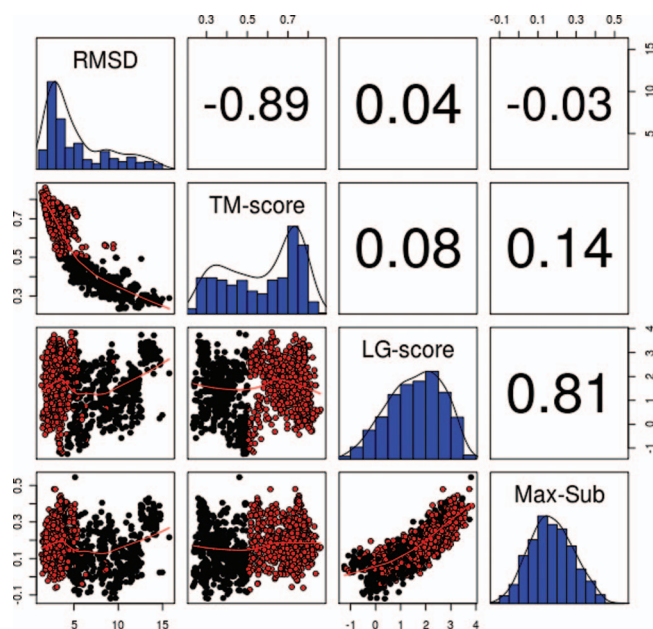 0.3 0.5 0.7 -0.1 0.1 0.3 0.5
RMSD -0.89 0.04 -0.03
5 10 15
0.3 0.5 0.7
TM-score 0.08 0.14
LG-score 0.81
-1 0 1 2 3 4
-0.1 0.1 0.3 0.5
Max-Sub
5 10 15 -1 0 1 2 3 4